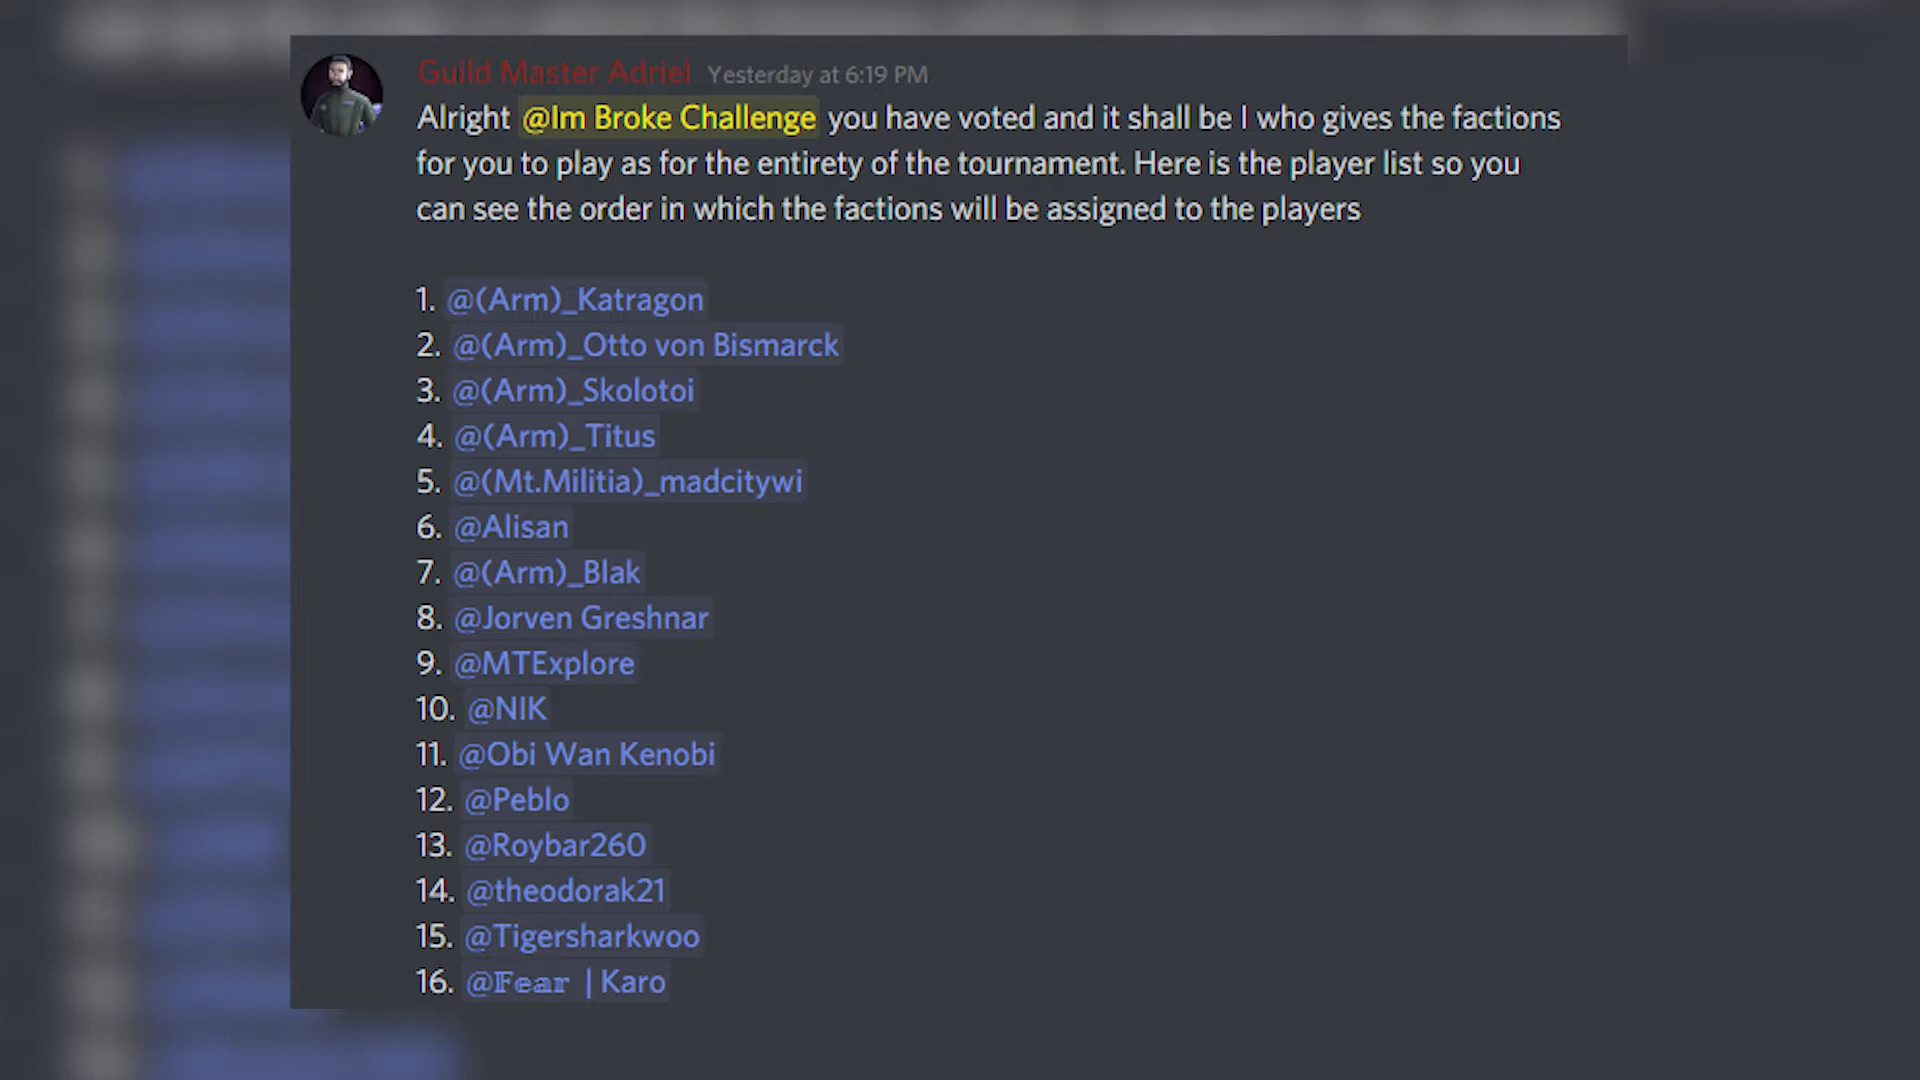 Guild Master Adriel Yesterday at 6:19 PM
Alright @Im Broke Challenge you have voted and it shall be I who gives the factions
for you to play as for the entirety of the tournament. Here is the player list so you
can see the order in which the factions will be assigned to the players
1. @(Arm)_Katragon
2. @(Arm)_Otto von Bismarck
3. @(Arm)_Skolotoi
4. @(Arm)_Titus
5. @(Mt.Militia)_madcitywi
6. @Alisan
7. @(Arm)_Blak
8. @Jorven Greshnar
9. @MTExplore
10. @NIK
11. @Obi Wan Kenobi
12. @Peblo
13. @Roybar260
14. @theodorak21
15. @Tigersharkwoo
16. @𝔽𝕖𝕒𝕣 | Karo